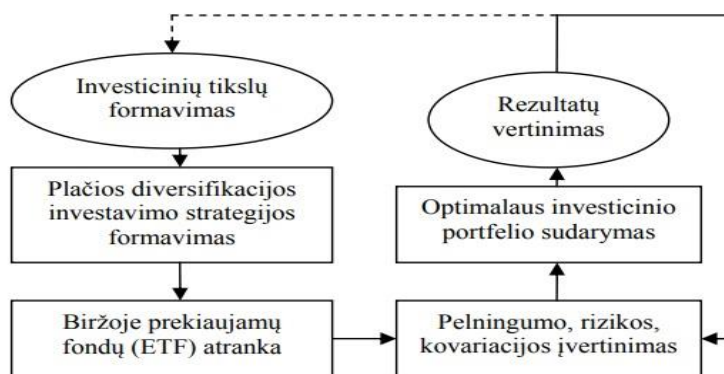 Investicinių tikslų
formavimas
Plačios diversifikacijos
investavimo strategijos
formavimas
Biržoje prekiaujamų
fondų (ETF) atranka
Pelningumo, rizikos,
kovariacijos įvertinimas
Optimalaus investicinio
portfelio sudarymas
Rezultatų
vertinimas